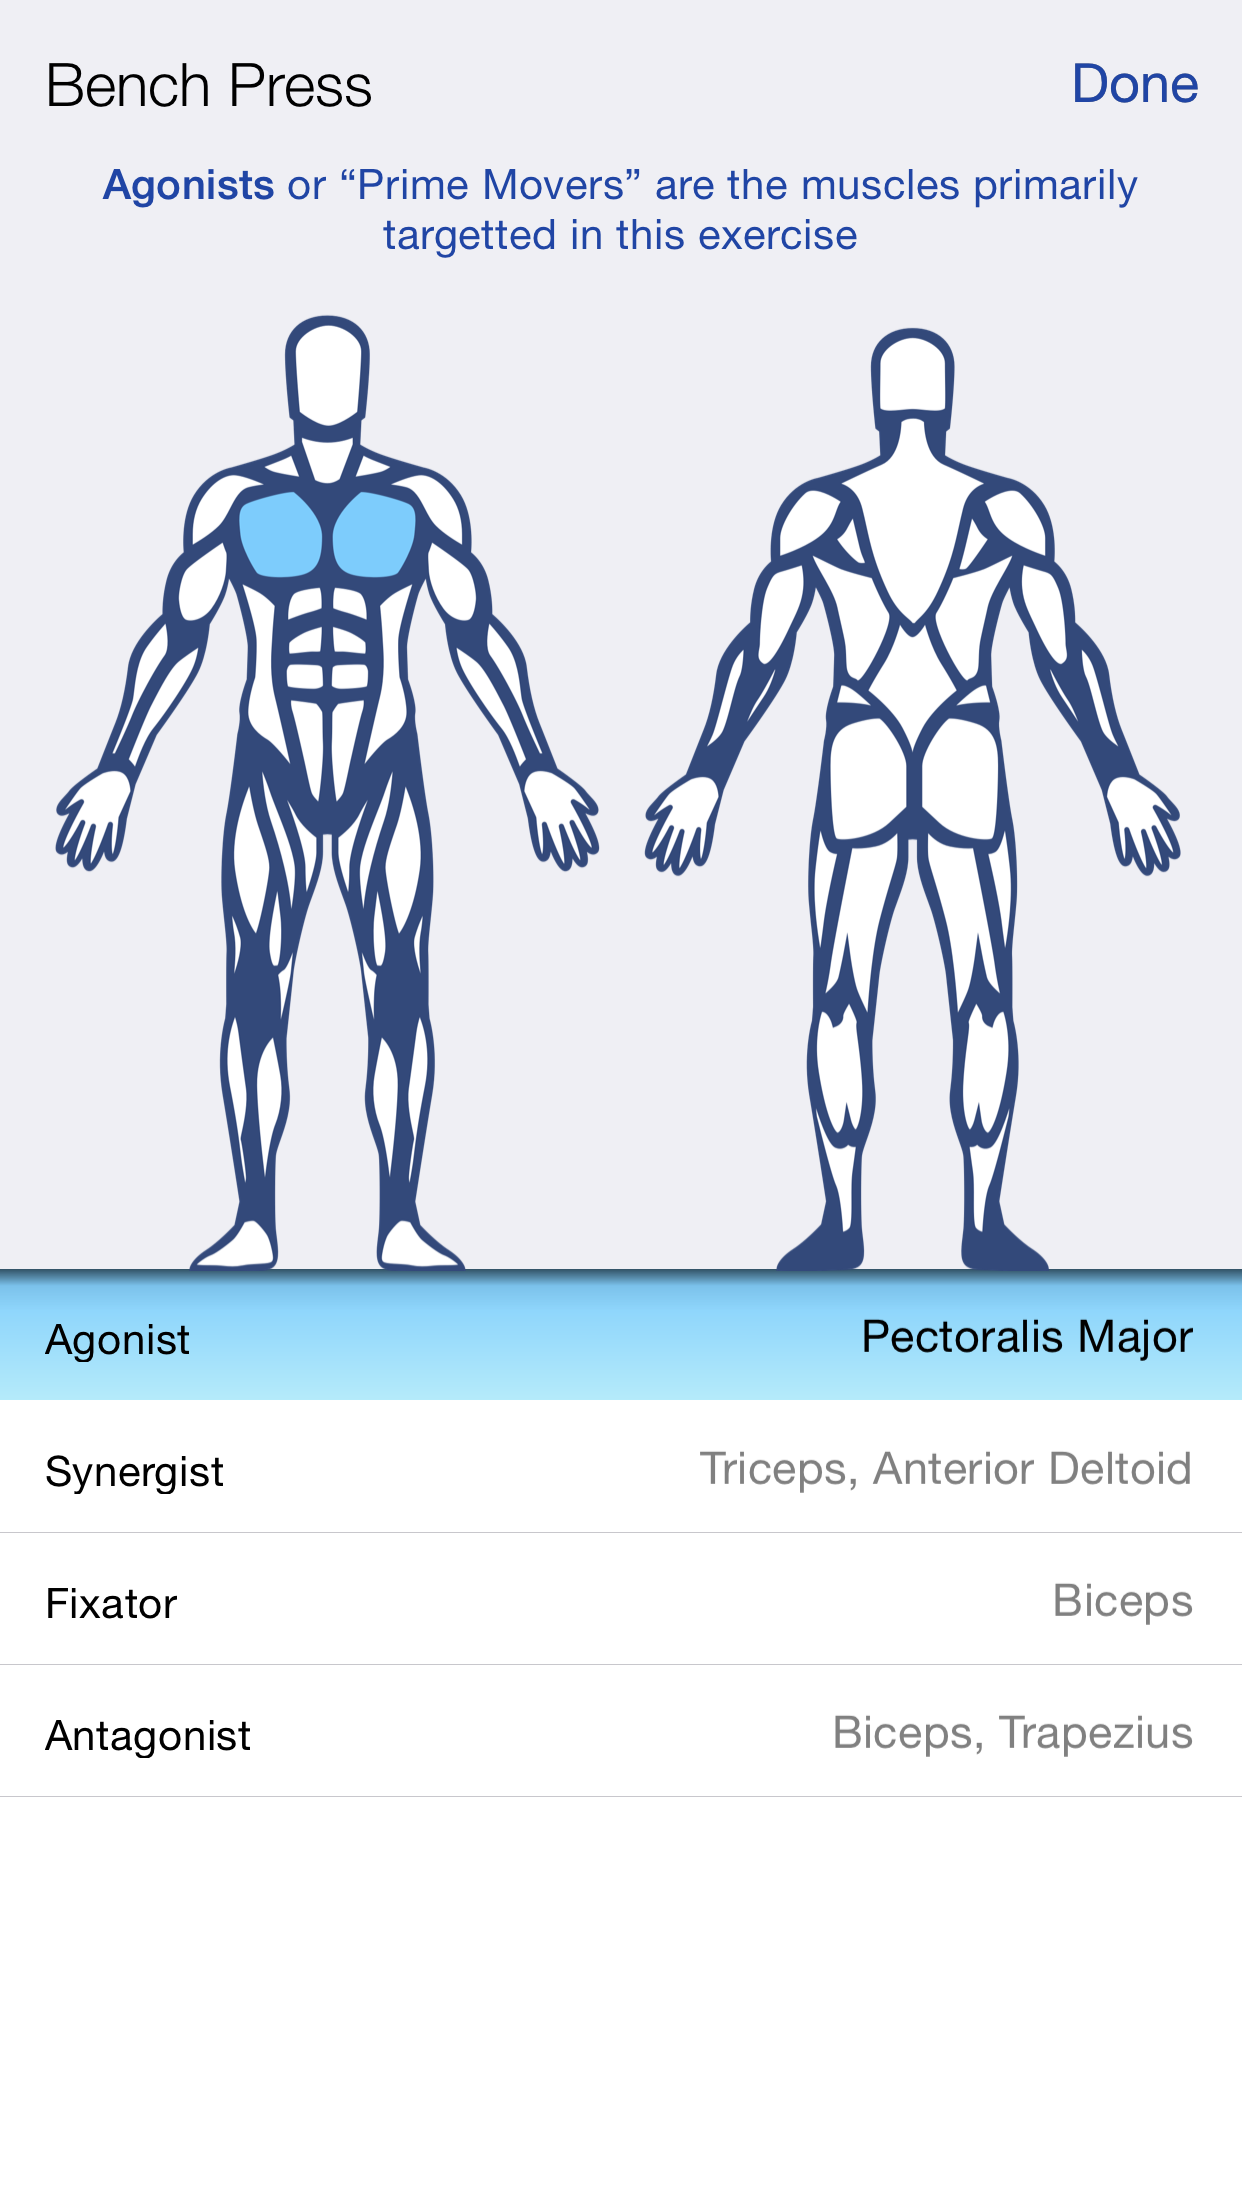 Bench Press
Done
Agonists or “Prime Movers” are the muscles primarily
targetted in this exercise
Agonist
Pectoralis Major
Synergist
Triceps, Anterior Deltoid
Fixator
Biceps
Antagonist
Biceps, Trapezius